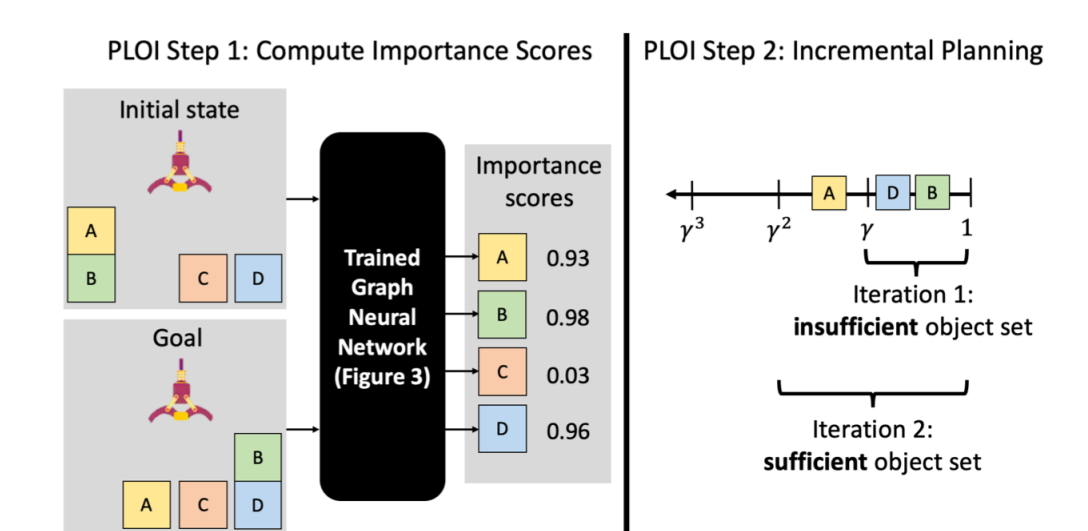 PLOI Step 1: Compute Importance Scores
Initial state
A
B
C
D
Goal
B
A
C
D
Trained
Graph
Neural
Network
(Figure 3)
Importance
scores
A 0.93
B 0.98
C 0.03
D 0.96
PLOI Step 2: Incremental Planning
A D B
γ³ γ² γ 1
Iteration 1:
insufficient object set
Iteration 2:
sufficient object set